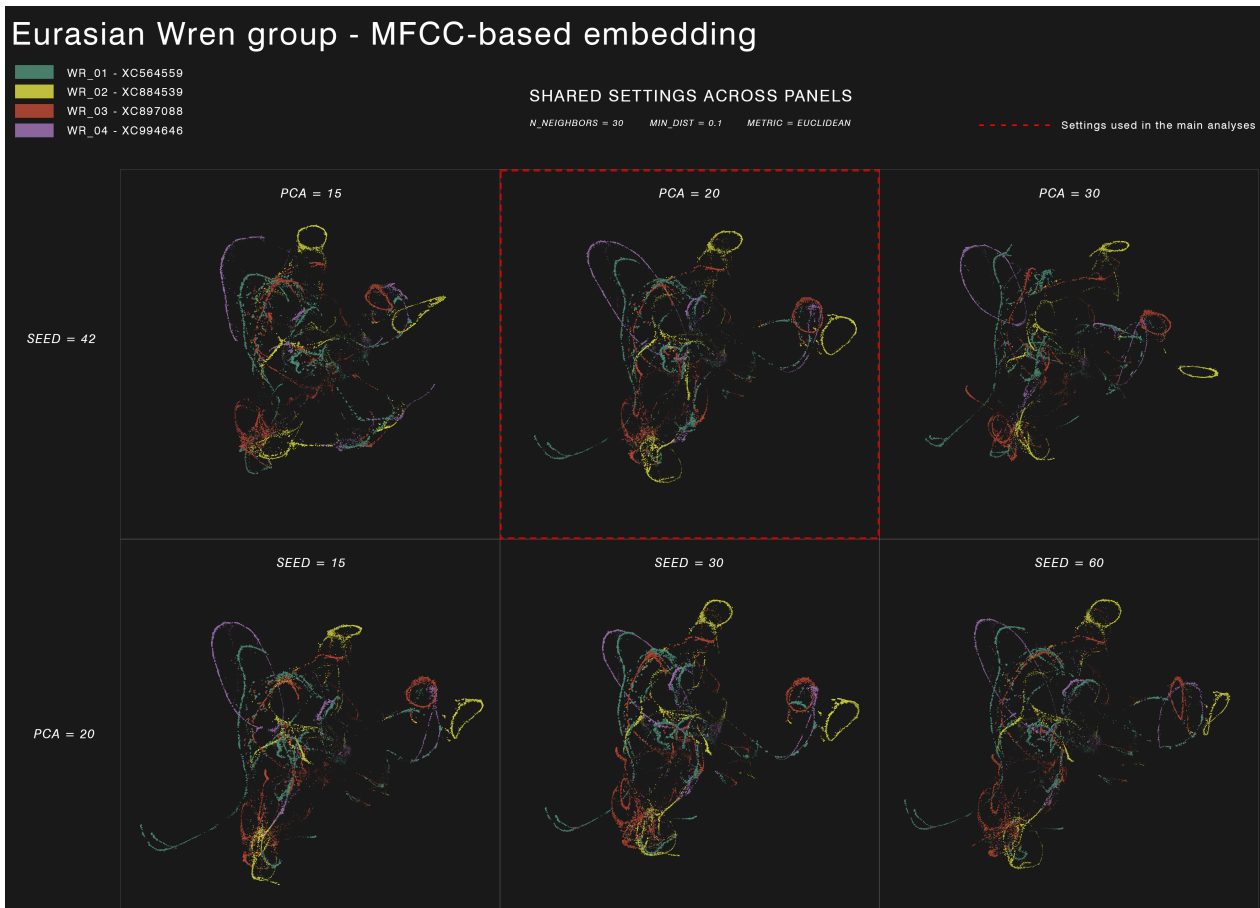 Eurasian Wren group - MFCC-based embedding
WR_01 - XC564559
WR_02 - XC884539
WR_03 - XC897088
WR_04 - XC994646
SHARED SETTINGS ACROSS PANELS
N_NEIGHBORS = 30 MIN_DIST = 0.1 METRIC = EUCLIDEAN
Settings used in the main analyses
PCA = 15 PCA = 20 PCA = 30
SEED = 42
SEED = 15 SEED = 30 SEED = 60
PCA = 20